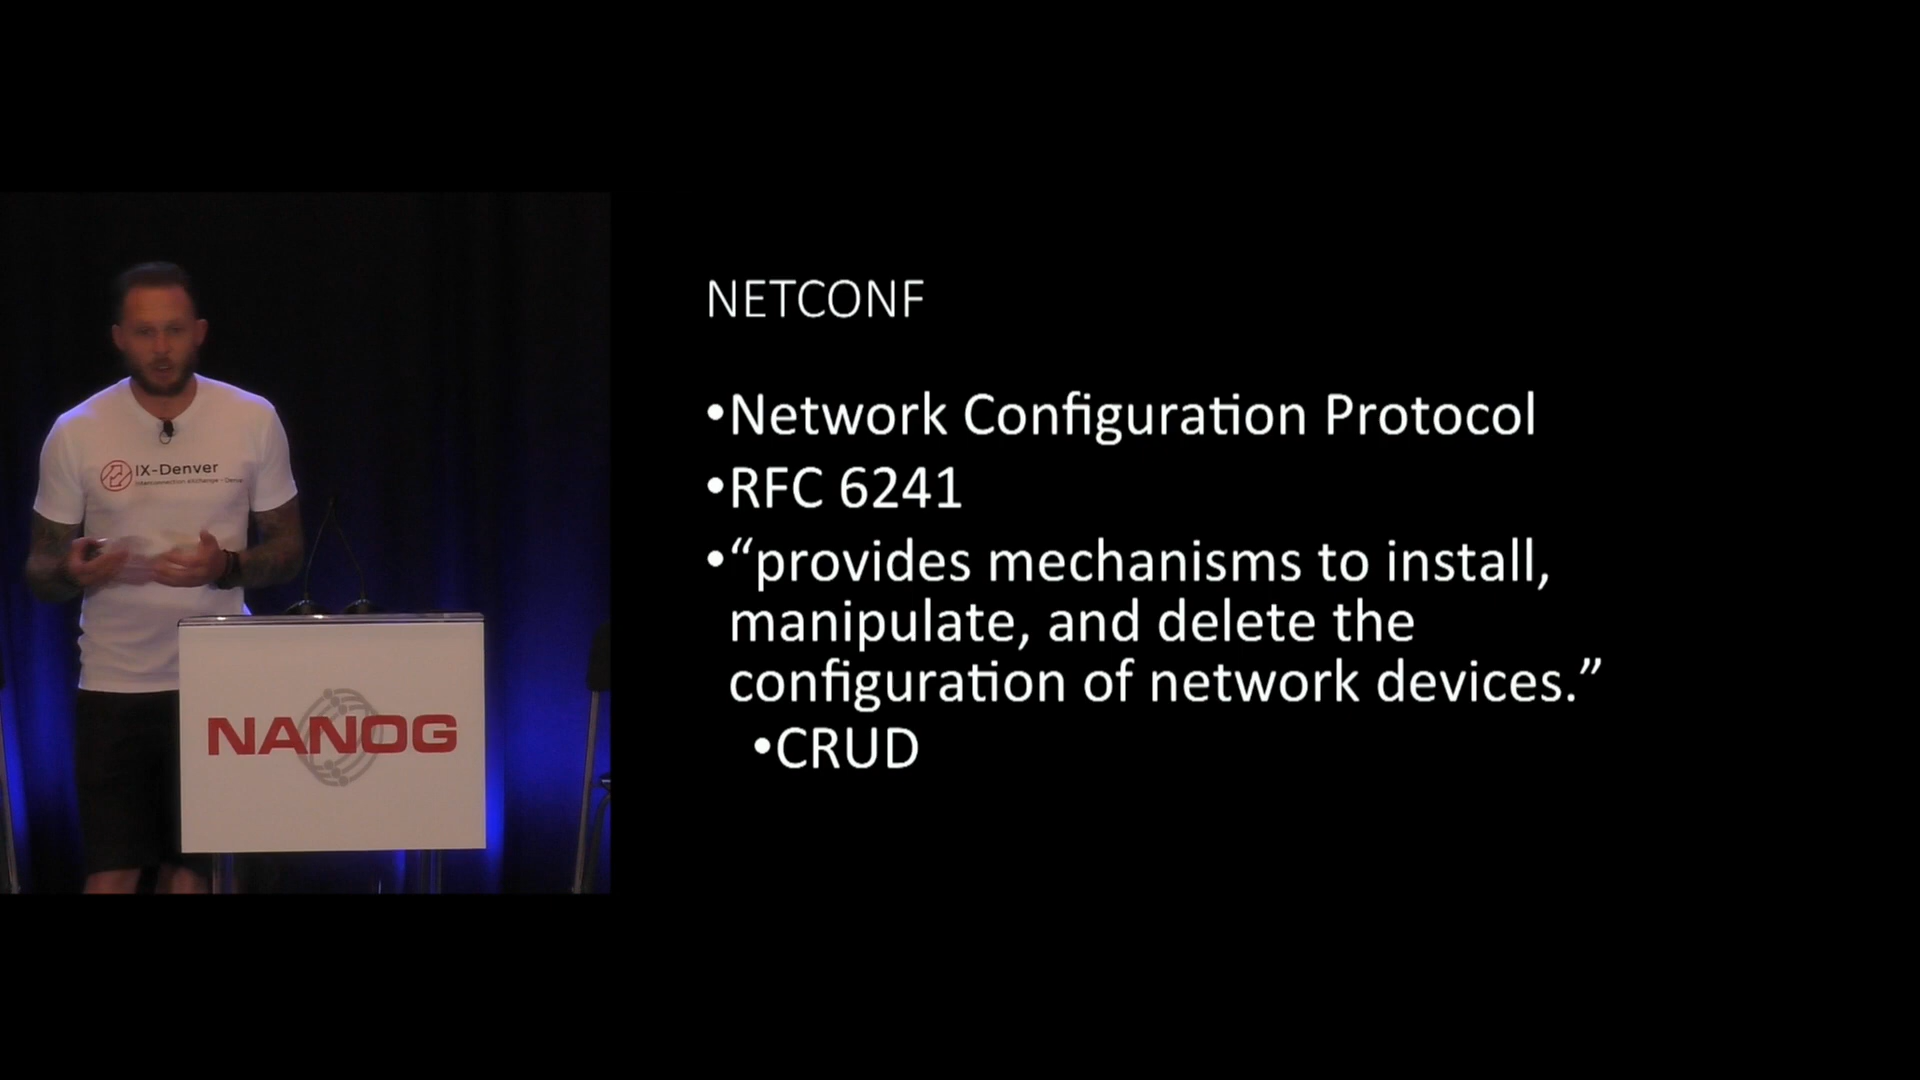 NETCONF
•Network Configuration Protocol
•RFC 6241
•“provides mechanisms to install,
manipulate, and delete the
configuration of network devices.”
•CRUD
IX-Denver
NANOG